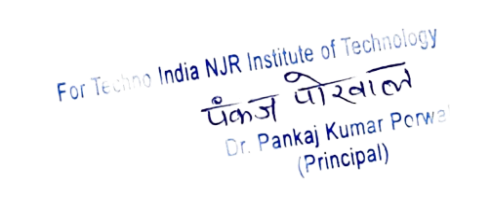 For Techno India NJR Institute of Technology
पंकज पोरवाल
Dr. Pankaj Kumar Porwal
(Principal)